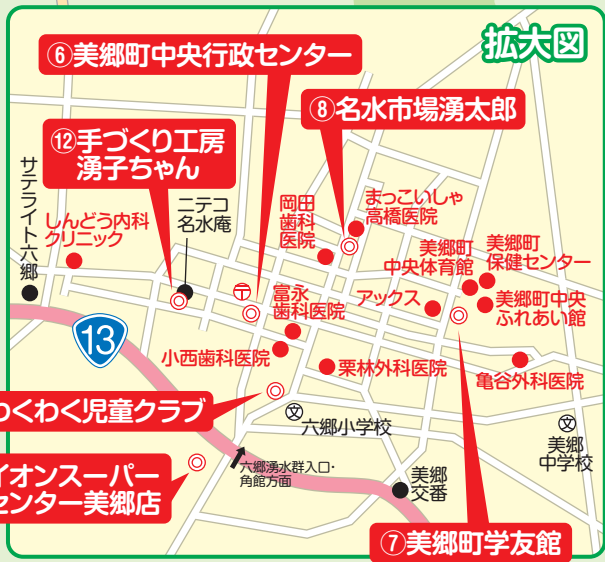 拡大図
⑥美郷町中央行政センター
⑧名水市場湧太郎
⑫手づくり工房
湧子ちゃん
サテライト六郷
しんどう内科
クリニック
ニテコ
名水庵
岡田
歯科
医院
まっこいしゃ
高橋医院
美郷町
中央体育館
美郷町
保健センター
富永
歯科医院
アックス
美郷町中央
ふれあい館
13
小西歯科医院
栗林外科医院
亀谷外科医院
わくわく児童クラブ
文
六郷小学校
文
美郷
中学校
イオンスーパー
センター美郷店
六郷湧水群入口・
角館方面
美郷
交番
⑦美郷町学友館